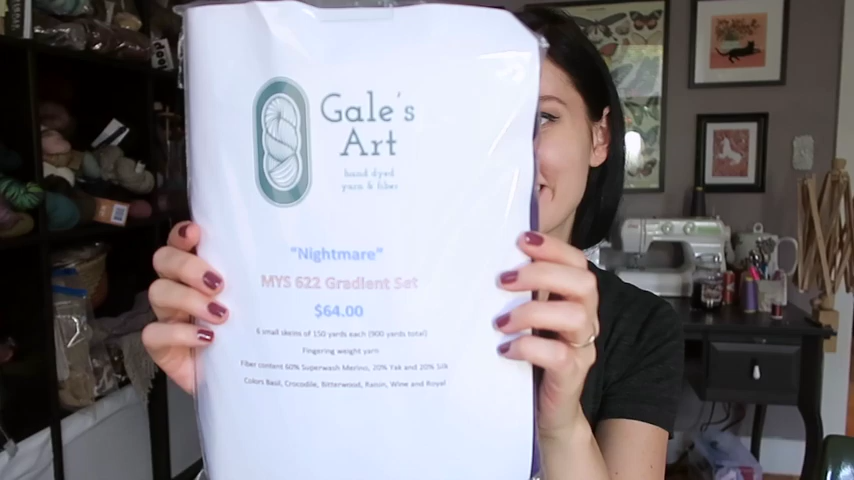 Gale's
Art
hand dyed
yarn & fiber
"Nightmare"
MYS 622 Gradient Set
$64.00
6 small skeins of 150 yards each (900 yards total)
Fingering weight yarn
Fiber content 60% Superwash Merino, 20% Yak and 20% Silk
Colors Basil, Crocodile, Bitterwood, Raisin, Wine and Royal